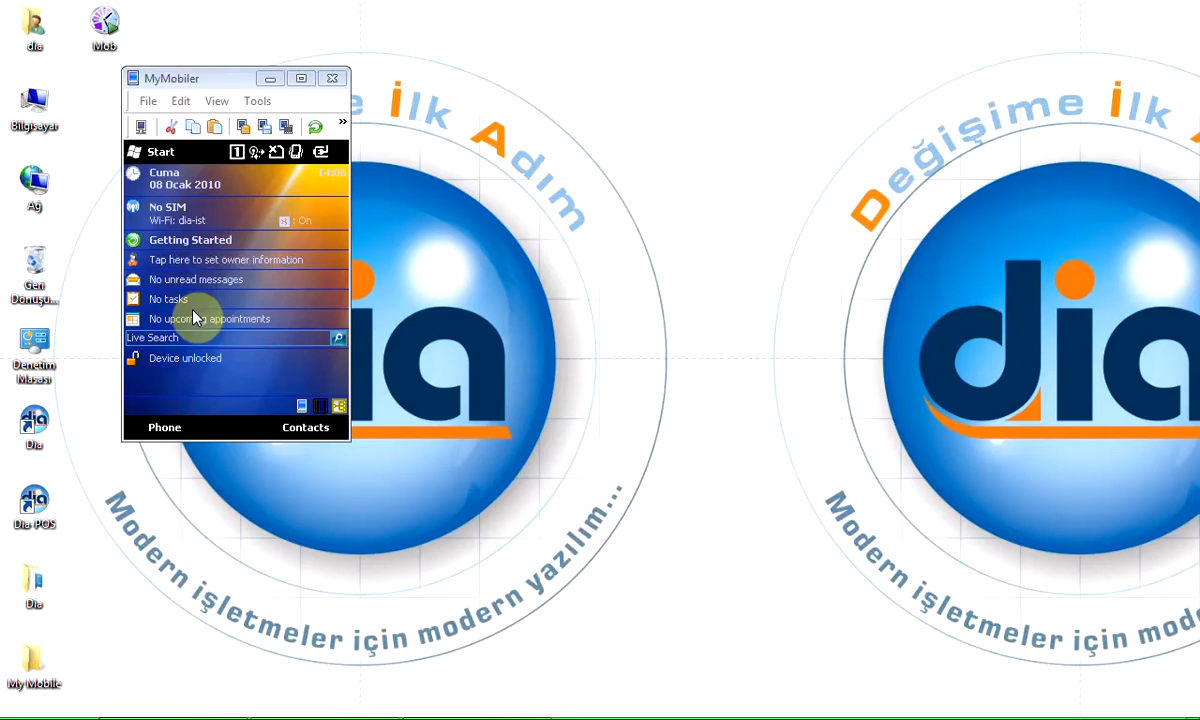 dia
Mob
Bilgisayar
Ağ
Geri
Dönüşü...
Denetim
Masası
Dia
Dia-POS
Dia
My Mobile
MyMobiler
File Edit View Tools
»
Start
Cuma
08 Ocak 2010
No SIM
Wi-Fi: dia-ist
: On
Getting Started
Tap here to set owner information
No unread messages
No tasks
No upcoming appointments
Live Search
Device unlocked
Phone Contacts
e İlk Adım
dia
Modern işletmeler için modern yazılım...
Değişime İlk
dia
Modern işletmeler için mode